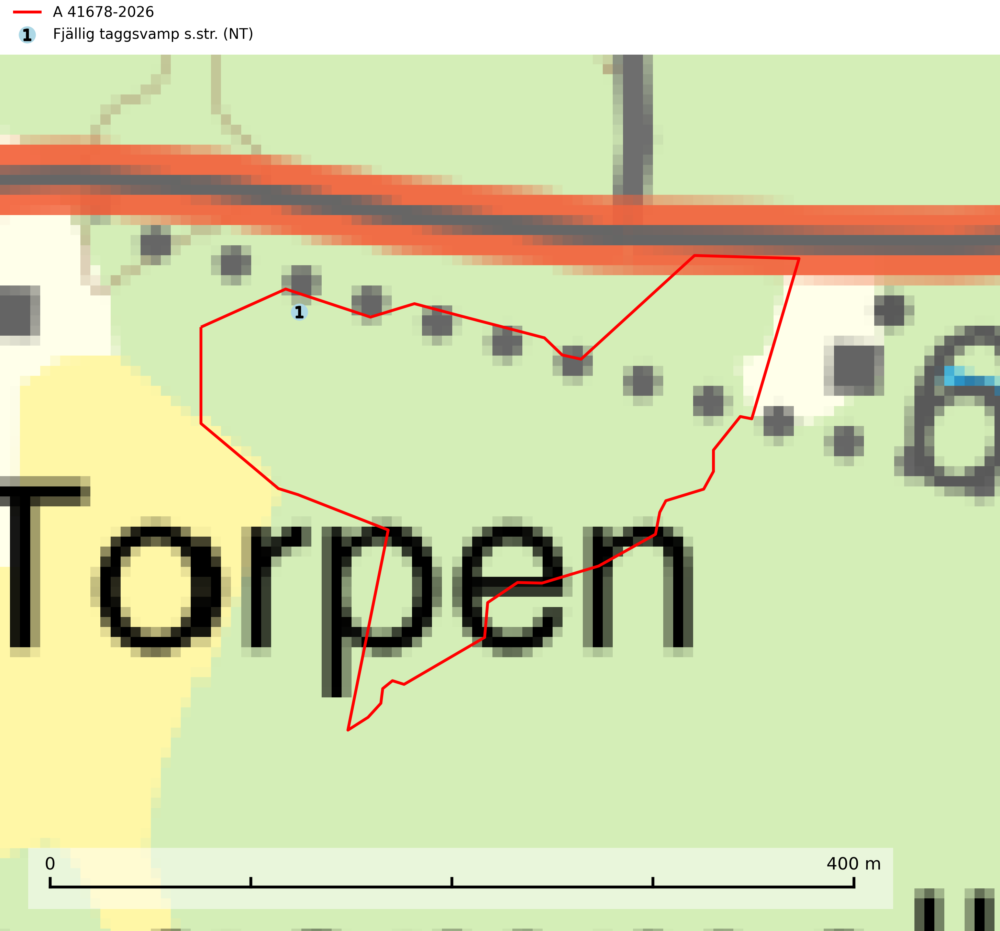 A 41678-2026
1 Fjällig taggsvamp s.str. (NT)
1
Torpen
0 400 m